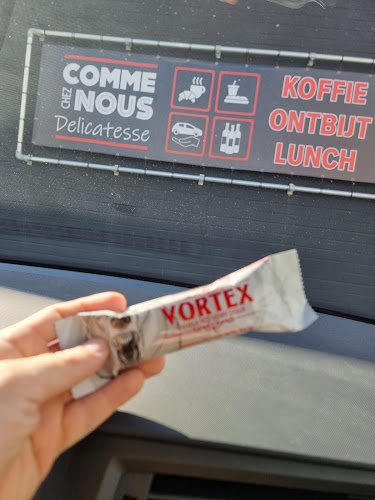 COMME
CHEZ
NOUS
Delicatesse
KOFFIE
ONTBIJT
LUNCH
VORTEX